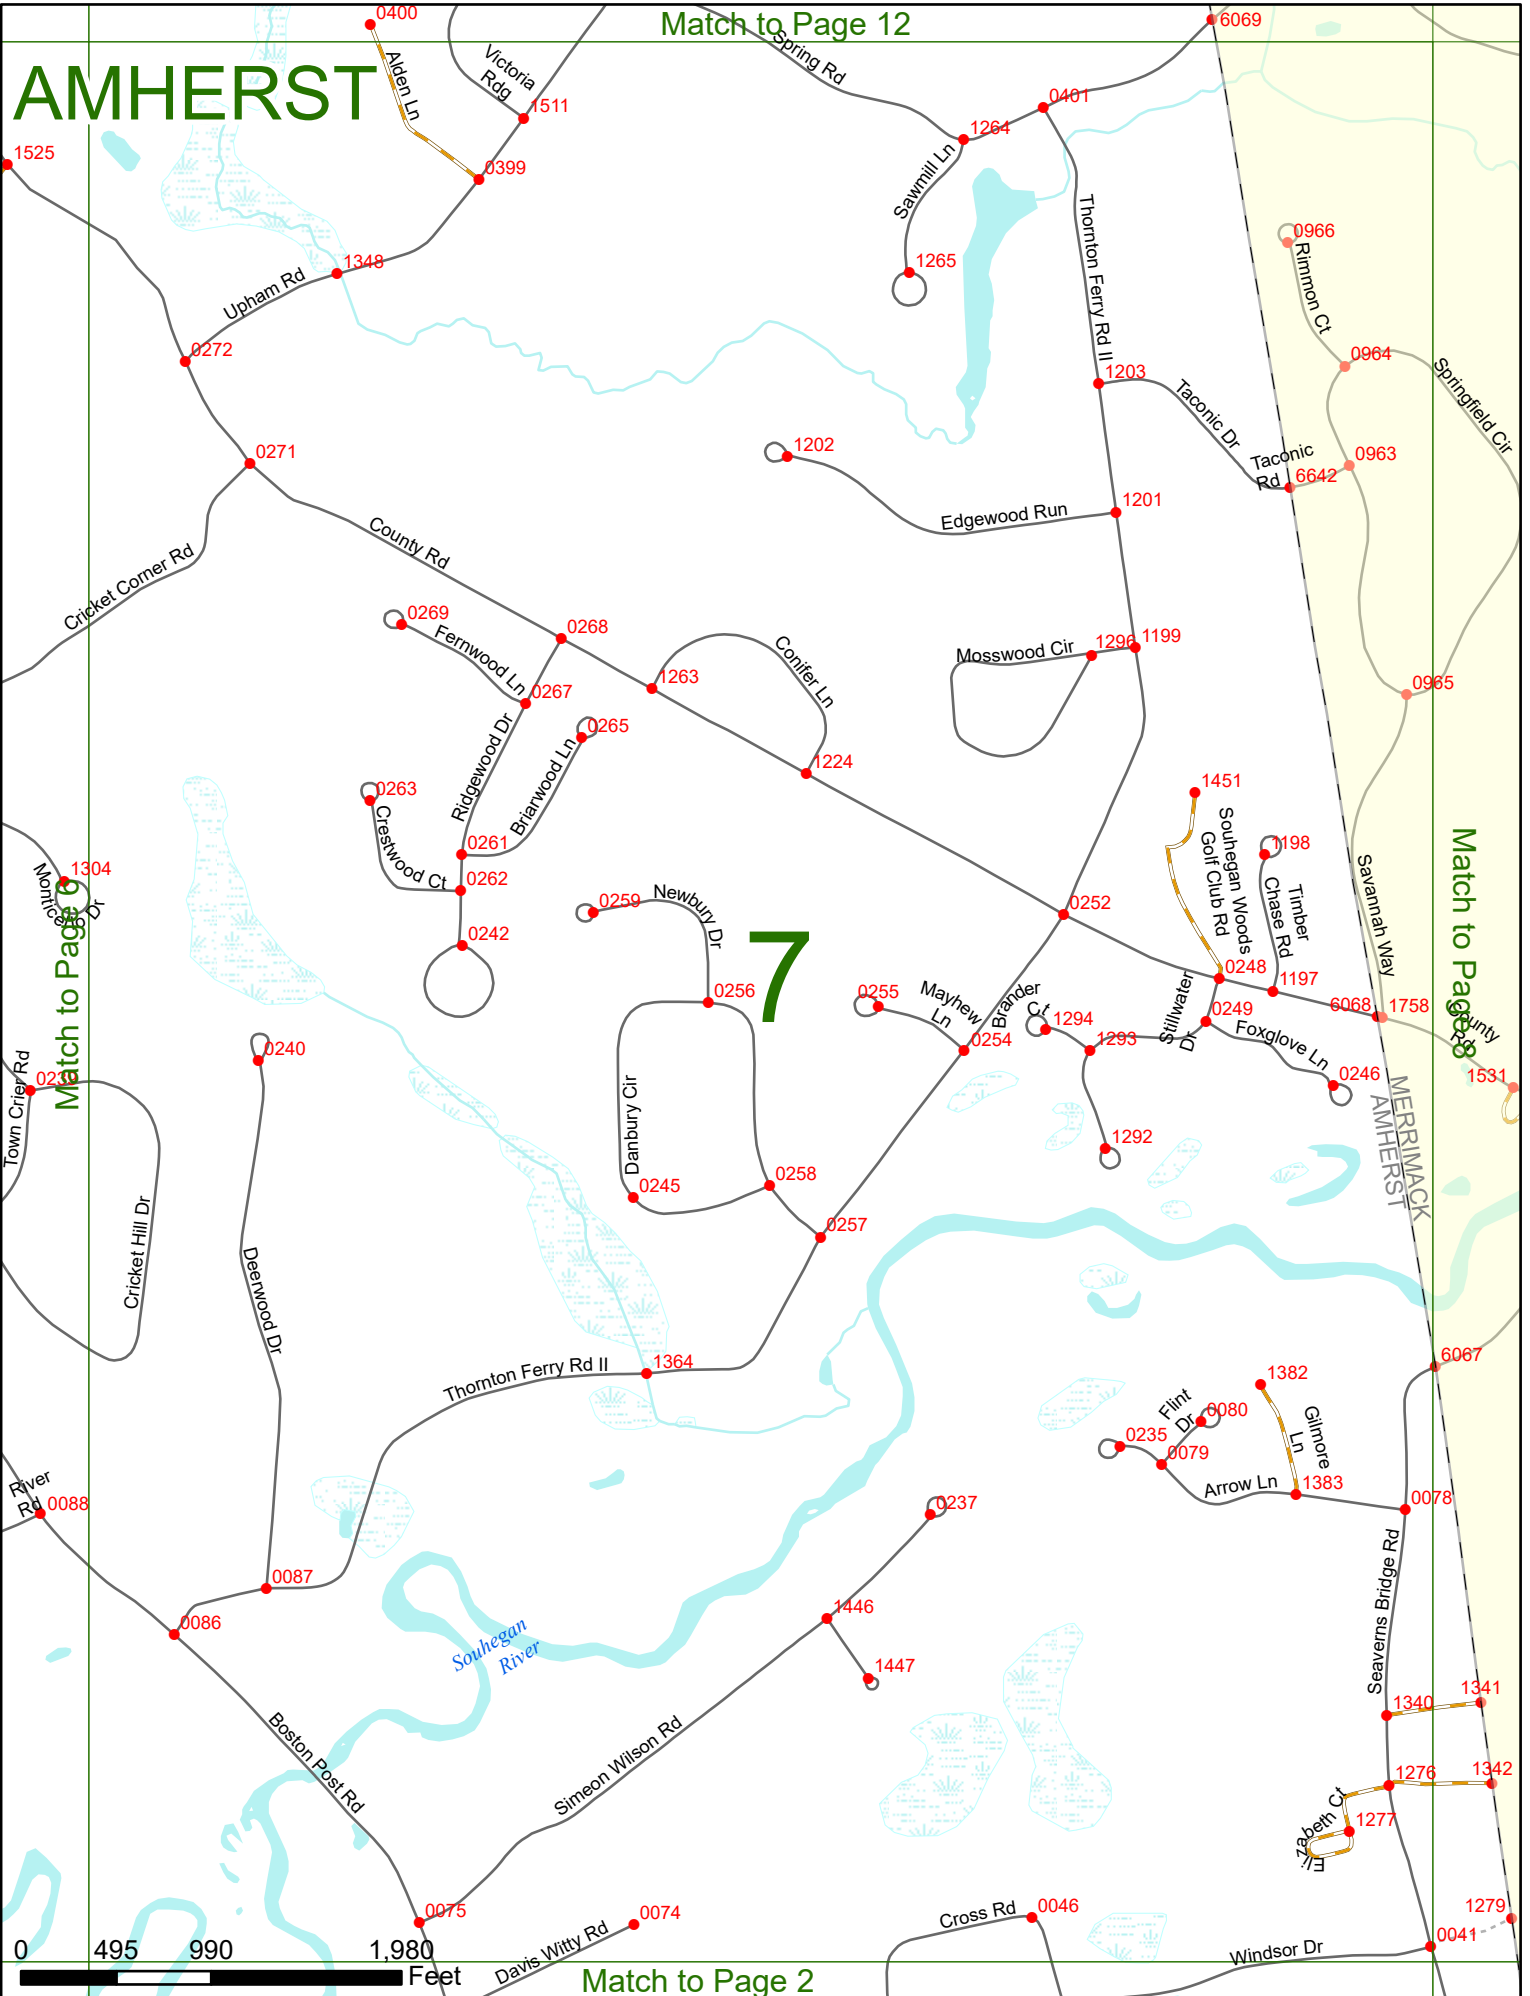 Match to Page 12
AMHERST
0400
Alden Ln
Victoria
Rdg
1511
0399
Spring Rd
6069
0401
1264
Sawmill Ln
1265
1525
1348
Upham Rd
0272
0271
Thornton Ferry Rd II
0966
Rimmon Ct
0964
Springfield Cir
1203
Taconic Dr
Taconic
Rd
6642
0963
1202
Edgewood Run
1201
County Rd
Cricket Corner Rd
0269
Fernwood Ln
0268
0267
1263
Conifer Ln
Mosswood Cir
1296
1199
0965
Ridgewood Dr
0265
Briarwood Ln
1224
0263
Crestwood Ct
0261
0262
0242
1451
Souhegan Woods
Golf Club Rd
1198
Timber
Chase Rd
Savannah Way
Match to Page 8
1304
Monticello Dr
Match to Page 6
0259
Newbury Dr
7
0252
0248
1197
6068
1758
County
Rd
1531
0256
0255
Mayhew
Ln
Brander
Ct
1294
0254
1293
Stillwater
Dr
0249
Foxglove Ln
0246
0240
0239
Town Crier Rd
MERRIMACK
AMHERST
Danbury Cir
1292
0245
0258
0257
Cricket Hill Dr
Deerwood Dr
Thornton Ferry Rd II
1364
6067
1382
Gilmore
Ln
Flint
Dr
0080
0235
0079
Arrow Ln
1383
0078
River
Rd
0088
0237
0087
0086
Seaverns Bridge Rd
Souhegan
River
1446
1447
1340
1341
Boston Post Rd
Simeon Wilson Rd
1276
1342
Elizabeth Ct
1277
0075
0074
Davis Witty Rd
Cross Rd
0046
1279
0041
Windsor Dr
0 495 990 1,980
Feet
Match to Page 2